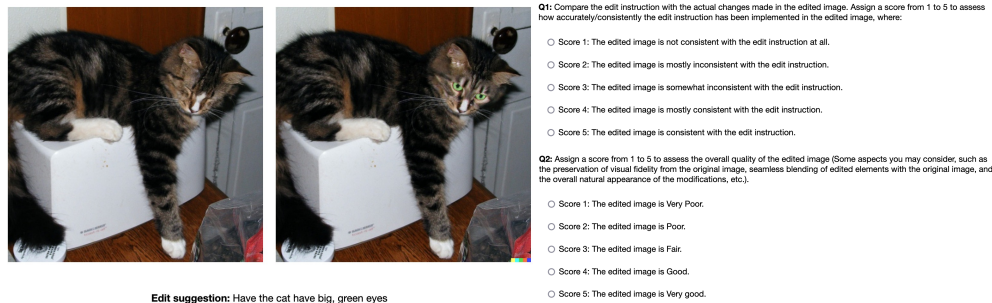 Q1: Compare the edit instruction with the actual changes made in the edited image. Assign a score from 1 to 5 to assess
how accurately/consistently the edit instruction has been implemented in the edited image, where:
Score 1: The edited image is not consistent with the edit instruction at all.
Score 2: The edited image is mostly inconsistent with the edit instruction.
Score 3: The edited image is somewhat inconsistent with the edit instruction.
Score 4: The edited image is mostly consistent with the edit instruction.
Score 5: The edited image is consistent with the edit instruction.
Q2: Assign a score from 1 to 5 to assess the overall quality of the edited image (Some aspects you may consider, such as
the preservation of visual fidelity from the original image, seamless blending of edited elements with the original image, and
the overall natural appearance of the modifications, etc.).
Score 1: The edited image is Very Poor.
Score 2: The edited image is Poor.
Score 3: The edited image is Fair.
Score 4: The edited image is Good.
Score 5: The edited image is Very good.
Edit suggestion: Have the cat have big, green eyes